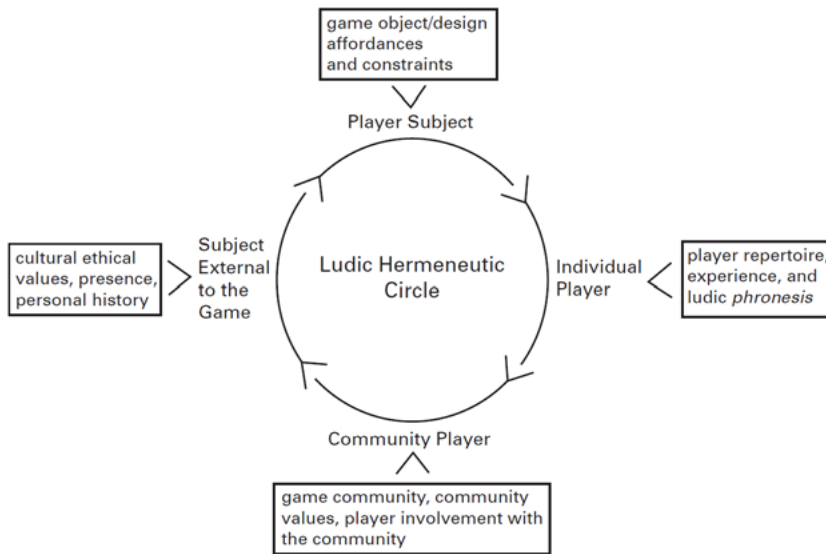 game object/design
affordances
and constraints
Player Subject
cultural ethical
values, presence,
personal history
Subject
External
to the
Game
Ludic Hermeneutic
Circle
Individual
Player
player repertoire,
experience, and
ludic phronesis
Community Player
game community, community
values, player involvement with
the community